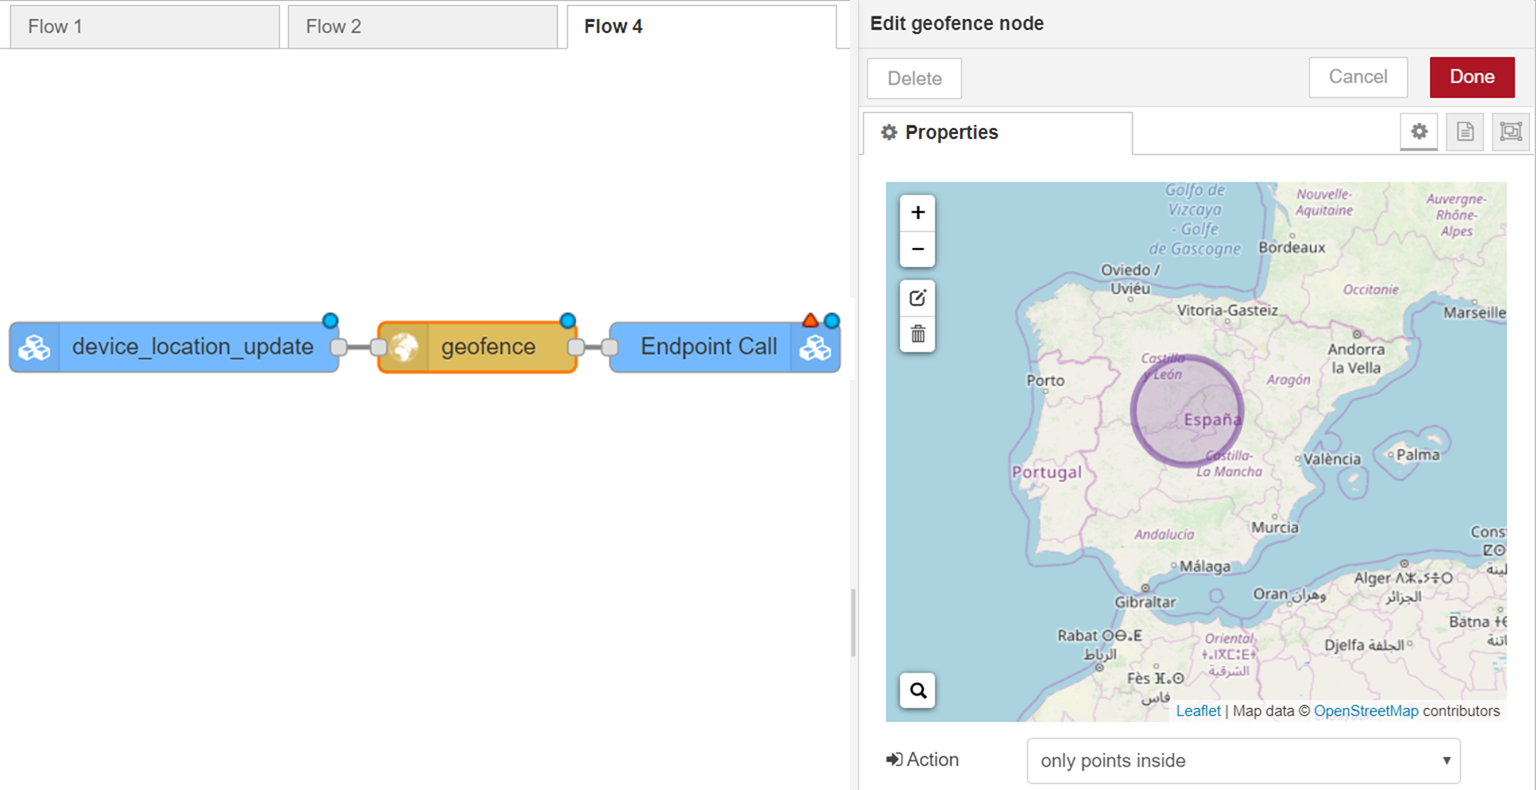 Flow 1
Flow 2
Flow 4
device_location_update
geofence
Endpoint Call
Edit geofence node
Delete
Cancel
Done
Properties
+
−
Golfo de
Vizcaya
- Golfe
de Gascogne
Nouvelle-
Aquitaine
Auvergne-
Rhône-
Alpes
Bordeaux
Oviedo /
Uviéu
Occitanie
Vitoria-Gasteiz
Marseille
Andorra
la Vella
Castilla
y León
Porto
Aragón
España
Castilla-
La Mancha
València
Palma
Portugal
Murcia
Andalucía
Málaga
Gibraltar
Oran وهران
Alger ⴷⵣⴰⵢⴻⵔ
الجزائر
Rabat ⵔⴱⴰⵟ
الرباط
Oriental
الشرقية
Djelfa الجلفة
Batna
Fès ⴼⴰⵙ
فاس
Leaflet | Map data © OpenStreetMap contributors
Action
only points inside